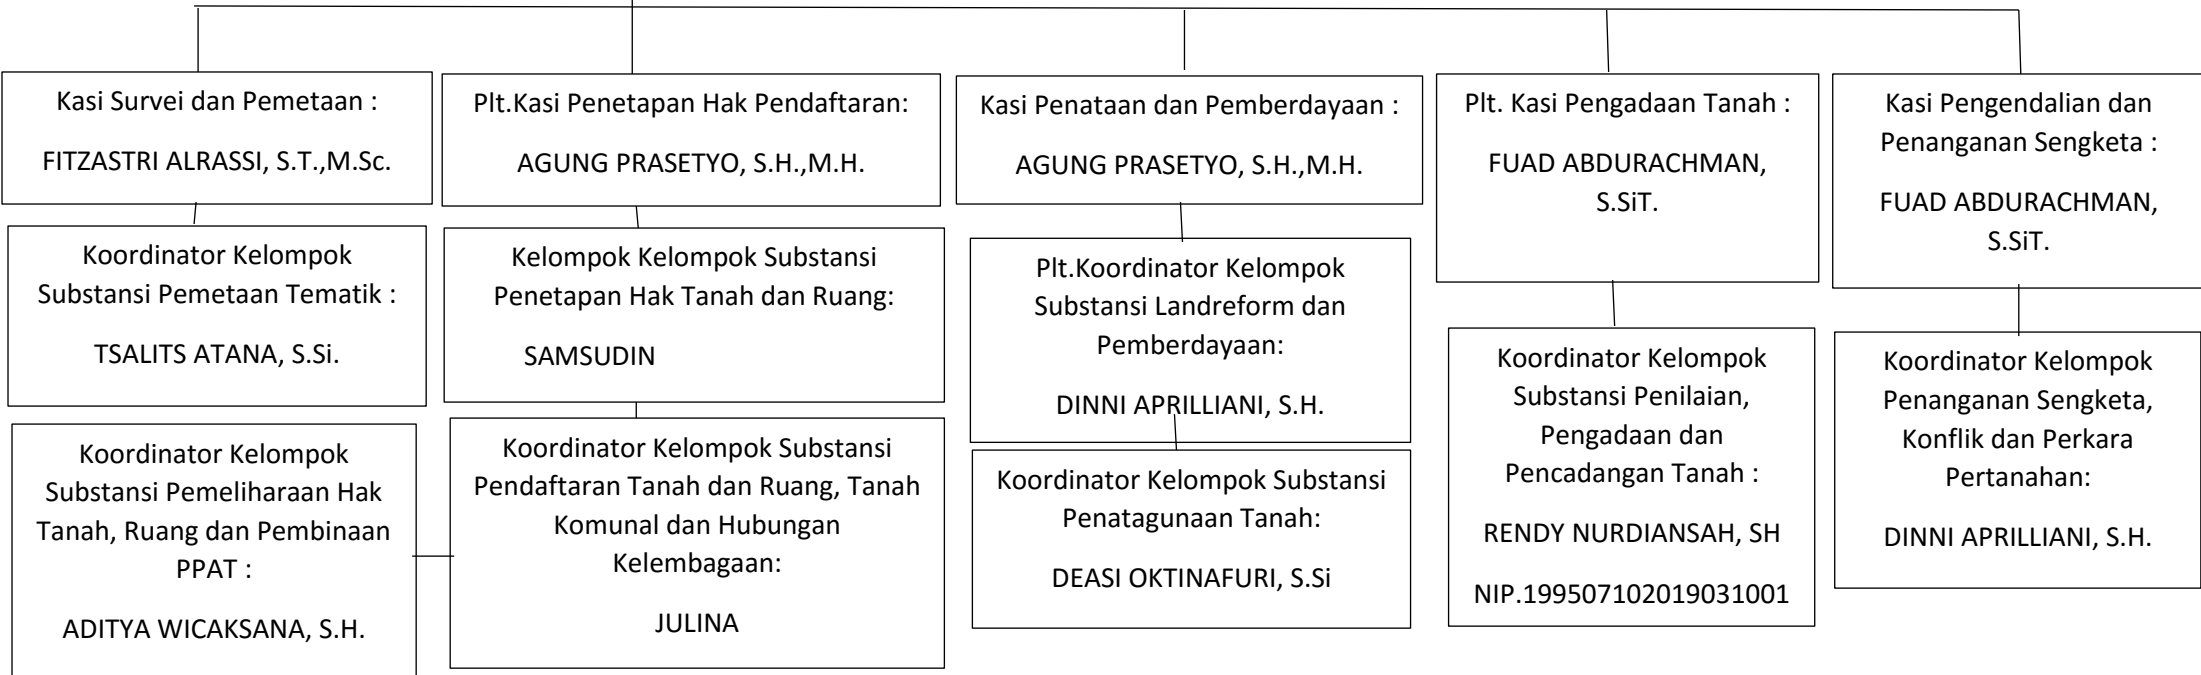 Kasi Survei dan Pemetaan :
FITZASTRI ALRASSI, S.T.,M.Sc.
Plt.Kasi Penetapan Hak Pendaftaran:
AGUNG PRASETYO, S.H.,M.H.
Kasi Penataan dan Pemberdayaan :
AGUNG PRASETYO, S.H.,M.H.
Plt. Kasi Pengadaan Tanah :
FUAD ABDURACHMAN,
S.SiT.
Kasi Pengendalian dan
Penanganan Sengketa :
FUAD ABDURACHMAN,
S.SiT.
Koordinator Kelompok
Substansi Pemetaan Tematik :
TSALITS ATANA, S.Si.
Kelompok Kelompok Substansi
Penetapan Hak Tanah dan Ruang:
SAMSUDIN
Plt.Koordinator Kelompok
Substansi Landreform dan
Pemberdayaan:
DINNI APRILLIANI, S.H.
Koordinator Kelompok
Substansi Penilaian,
Pengadaan dan
Pencadangan Tanah :
RENDY NURDIANSAH, SH
NIP.199507102019031001
Koordinator Kelompok
Penanganan Sengketa,
Konflik dan Perkara
Pertanahan:
DINNI APRILLIANI, S.H.
Koordinator Kelompok
Substansi Pemeliharaan Hak
Tanah, Ruang dan Pembinaan
PPAT :
ADITYA WICAKSANA, S.H.
Koordinator Kelompok Substansi
Pendaftaran Tanah dan Ruang, Tanah
Komunal dan Hubungan
Kelembagaan:
JULINA
Koordinator Kelompok Substansi
Penatagunaan Tanah:
DEASI OKTINAFURI, S.Si